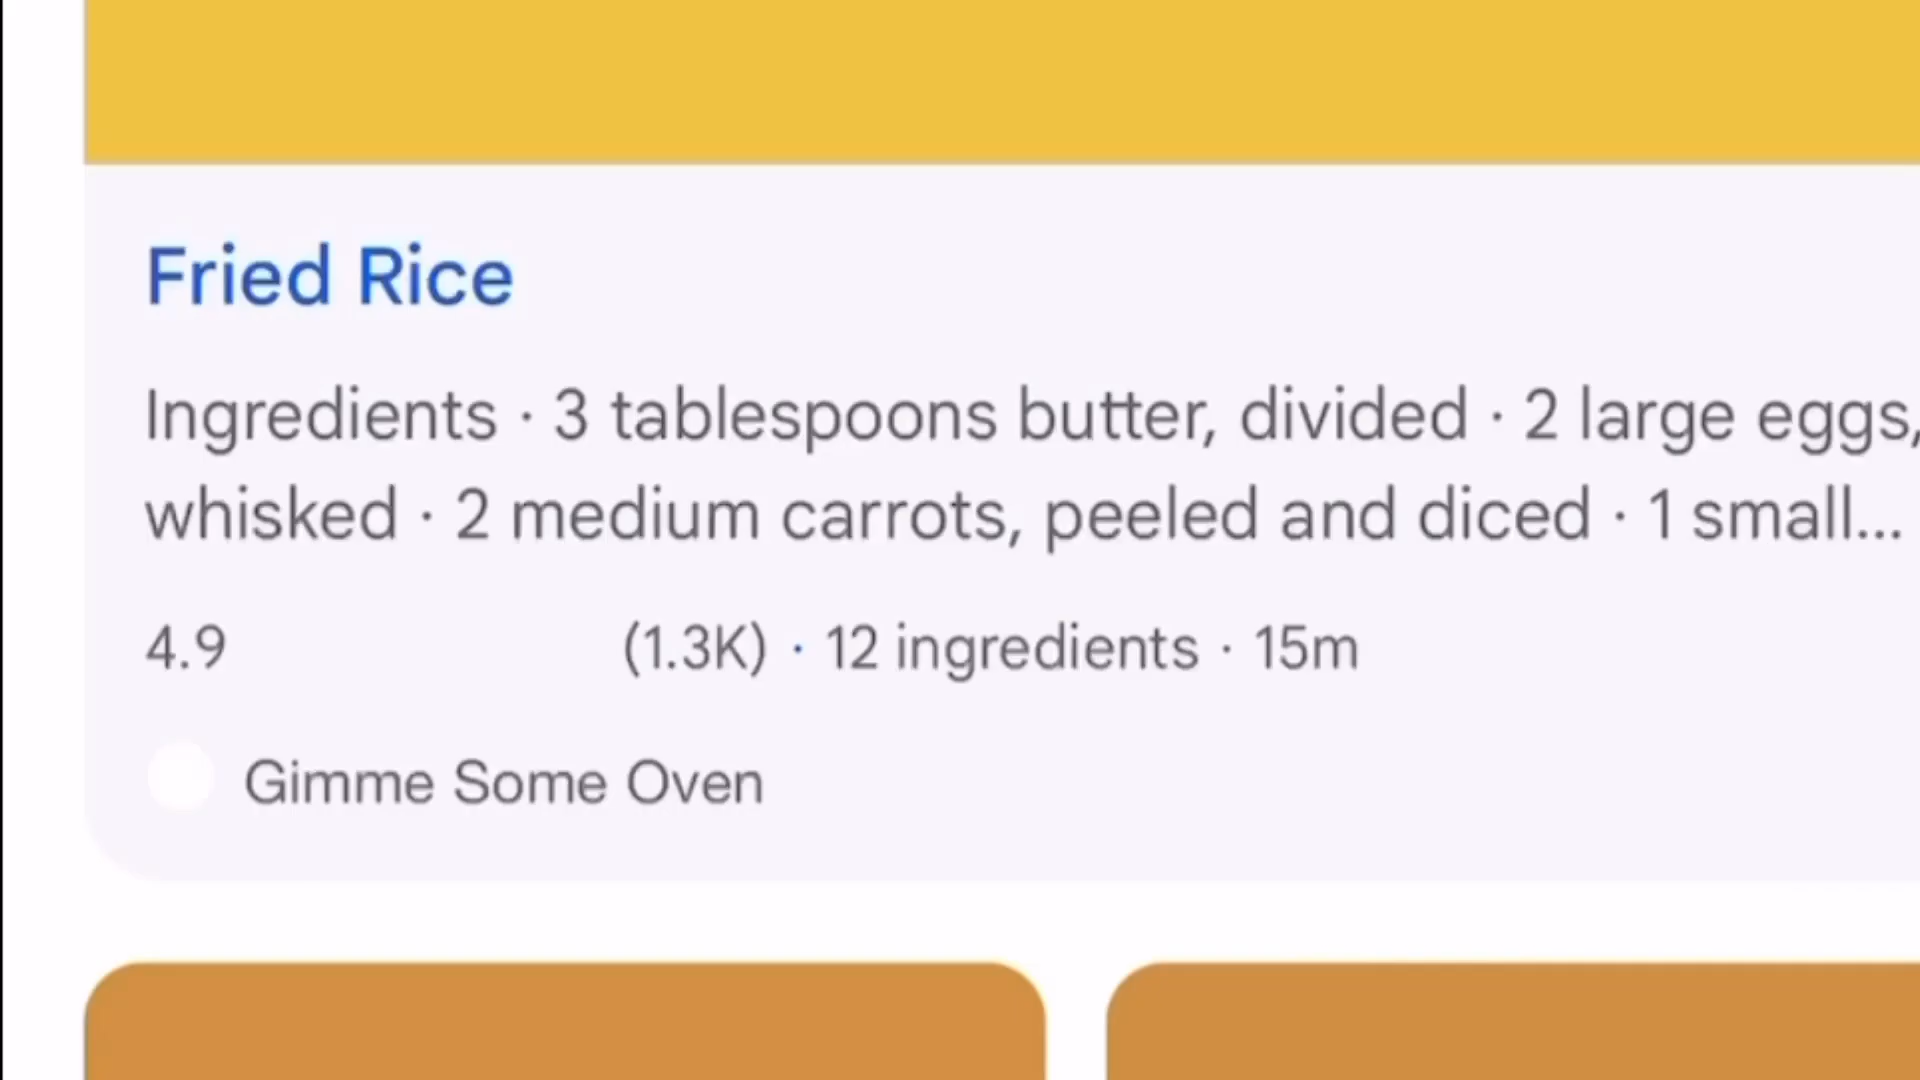 Fried Rice
Ingredients · 3 tablespoons butter, divided · 2 large eggs,
whisked · 2 medium carrots, peeled and diced · 1 small...
4.9 (1.3K) · 12 ingredients · 15m
Gimme Some Oven